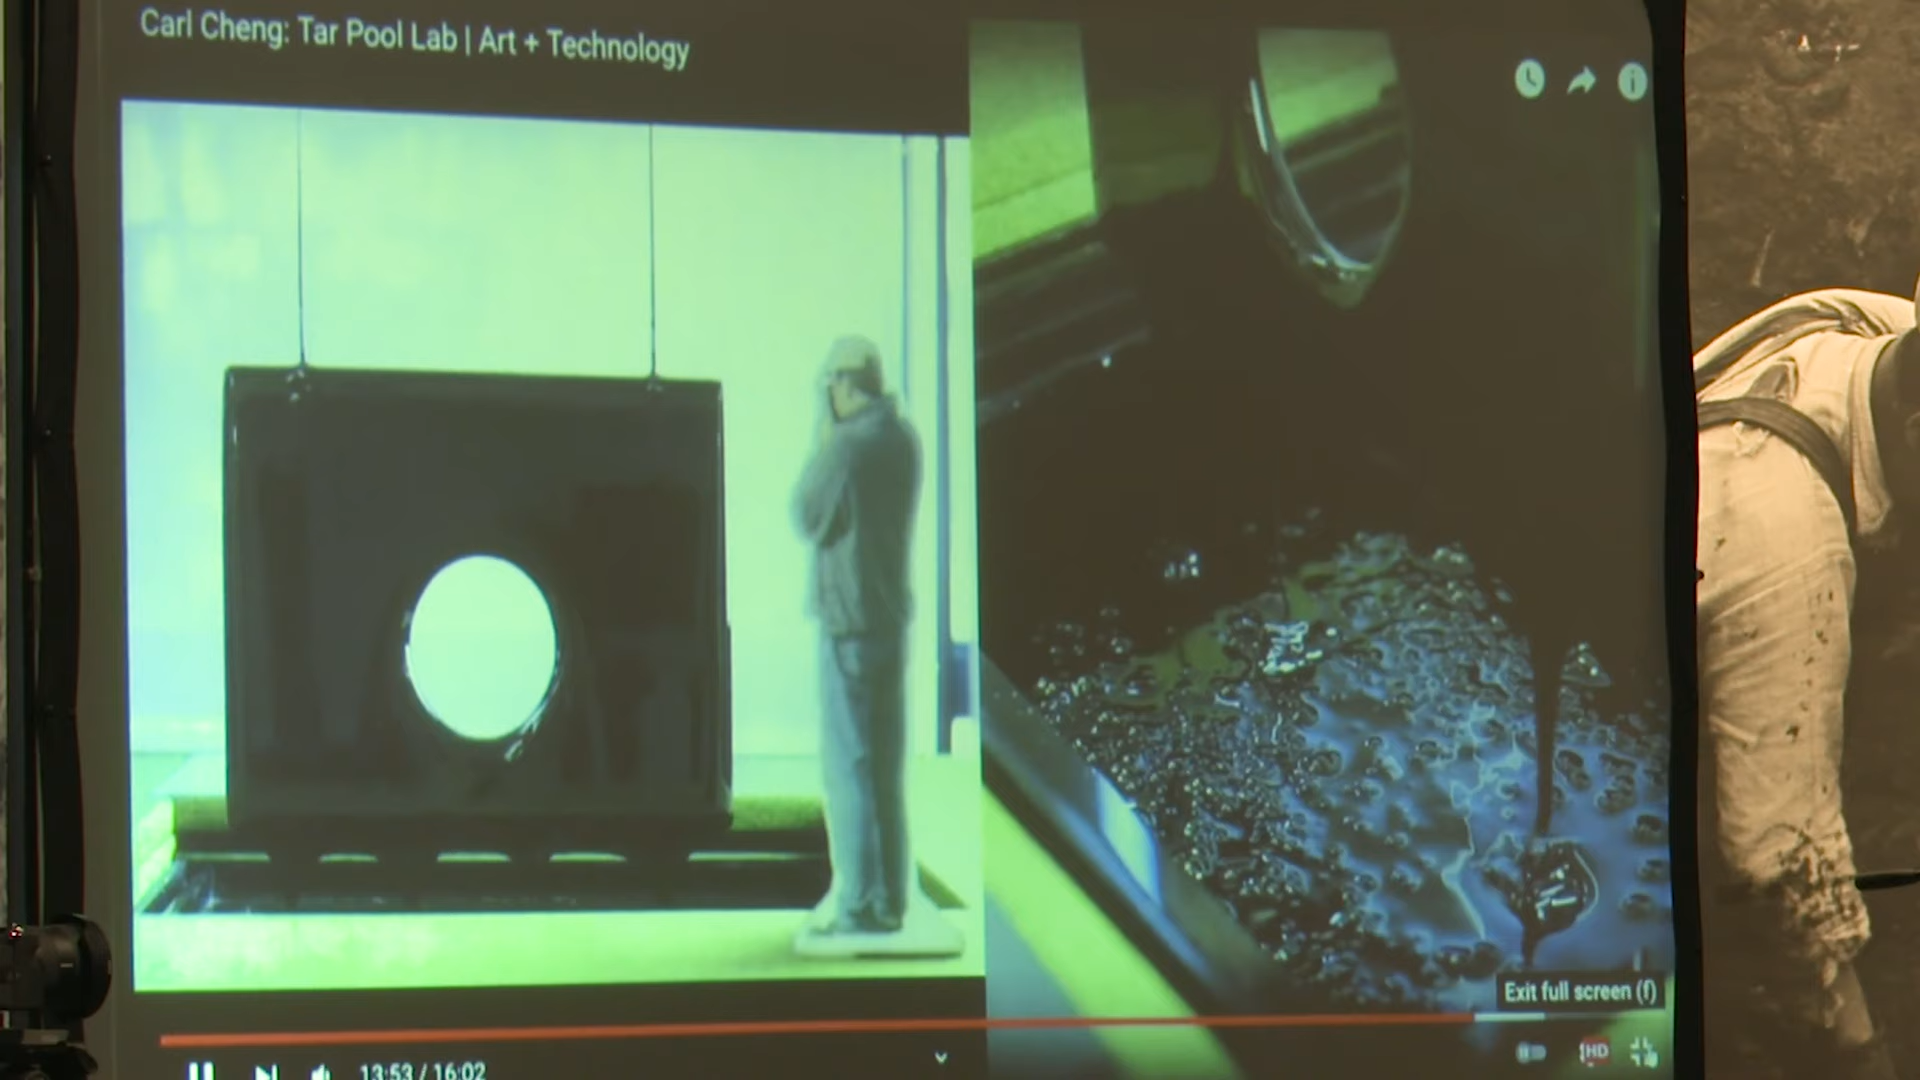 Carl Cheng: Tar Pool Lab | Art + Technology
Exit full screen (f)
HD
13:53 / 16:02